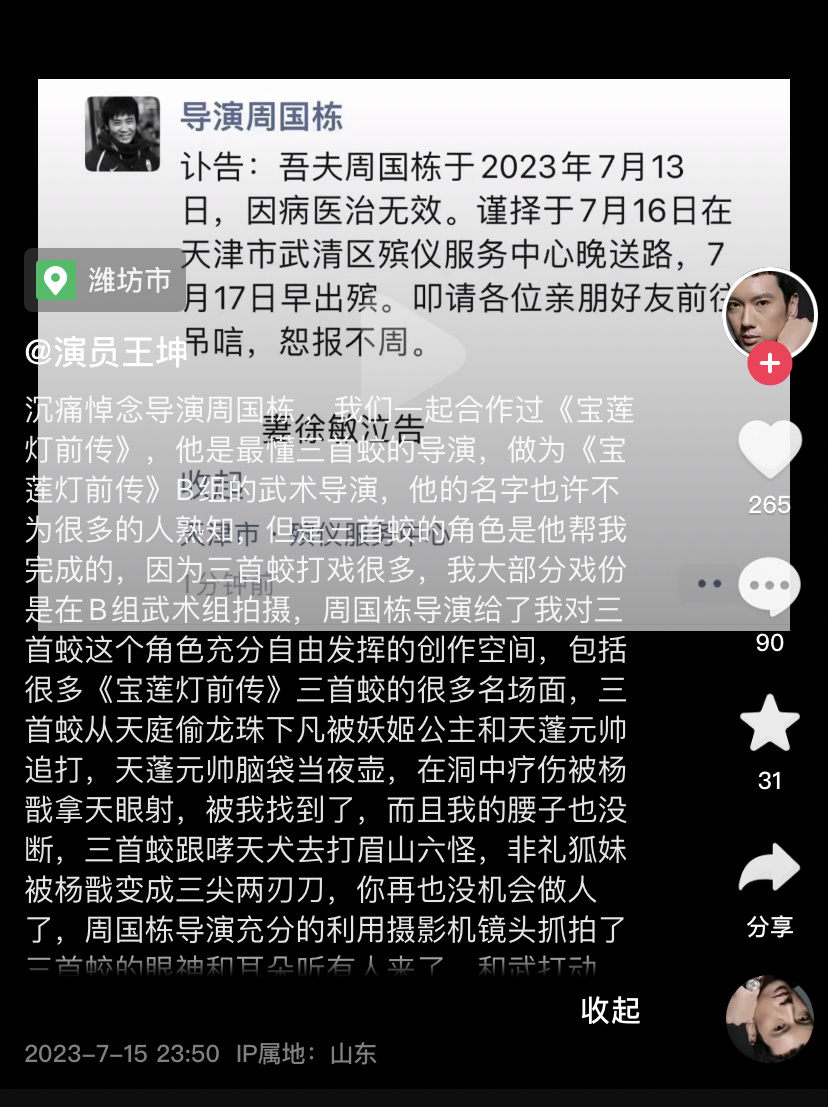 导演周国栋
讣告：吾夫周国栋于2023年7月13
日，因病医治无效。谨择于7月16日在
天津市武清区殡仪服务中心晚送路，7
月17日早出殡。叩请各位亲朋好友前往
吊唁，恕报不周。
妻徐敏泣告
收起
天津市·殡仪服务中心
1分钟前
潍坊市
@演员王坤
沉痛悼念导演周国栋，我们一起合作过《宝莲
灯前传》，他是最懂三首蛟的导演，做为《宝
莲灯前传》B组的武术导演，他的名字也许不
为很多的人熟知，但是三首蛟的角色是他帮我
完成的，因为三首蛟打戏很多，我大部分戏份
是在B组武术组拍摄，周国栋导演给了我对三
首蛟这个角色充分自由发挥的创作空间，包括
很多《宝莲灯前传》三首蛟的很多名场面，三
首蛟从天庭偷龙珠下凡被妖姬公主和天蓬元帅
追打，天蓬元帅脑袋当夜壶，在洞中疗伤被杨
戬拿天眼射，被我找到了，而且我的腰子也没
断，三首蛟跟哮天犬去打眉山六怪，非礼狐妹
被杨戬变成三尖两刃刀，你再也没机会做人
了，周国栋导演充分的利用摄影机镜头抓拍了
三首蛟的眼神和耳朵听有人来了，和武打动
收起
2023-7-15 23:50 IP属地：山东
265
90
31
分享